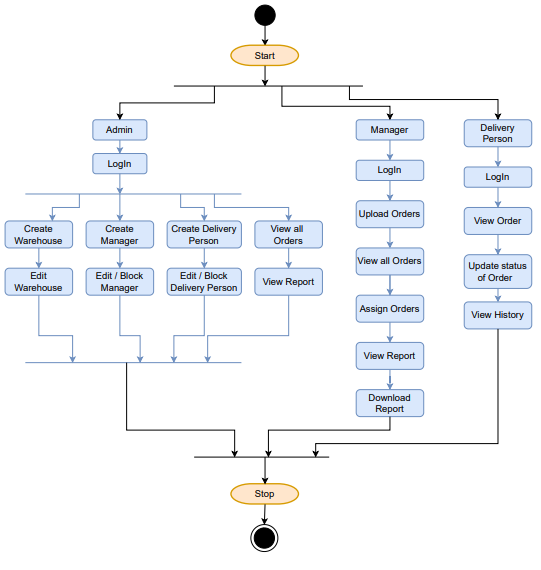 Start
Admin
Manager
Delivery
Person
LogIn
LogIn
LogIn
Create
Warehouse
Create
Manager
Create Delivery
Person
View all
Orders
Upload Orders
View Order
Edit
Warehouse
Edit / Block
Manager
Edit / Block
Delivery Person
View Report
View all Orders
Update status
of Order
Assign Orders
View History
View Report
Download
Report
Stop